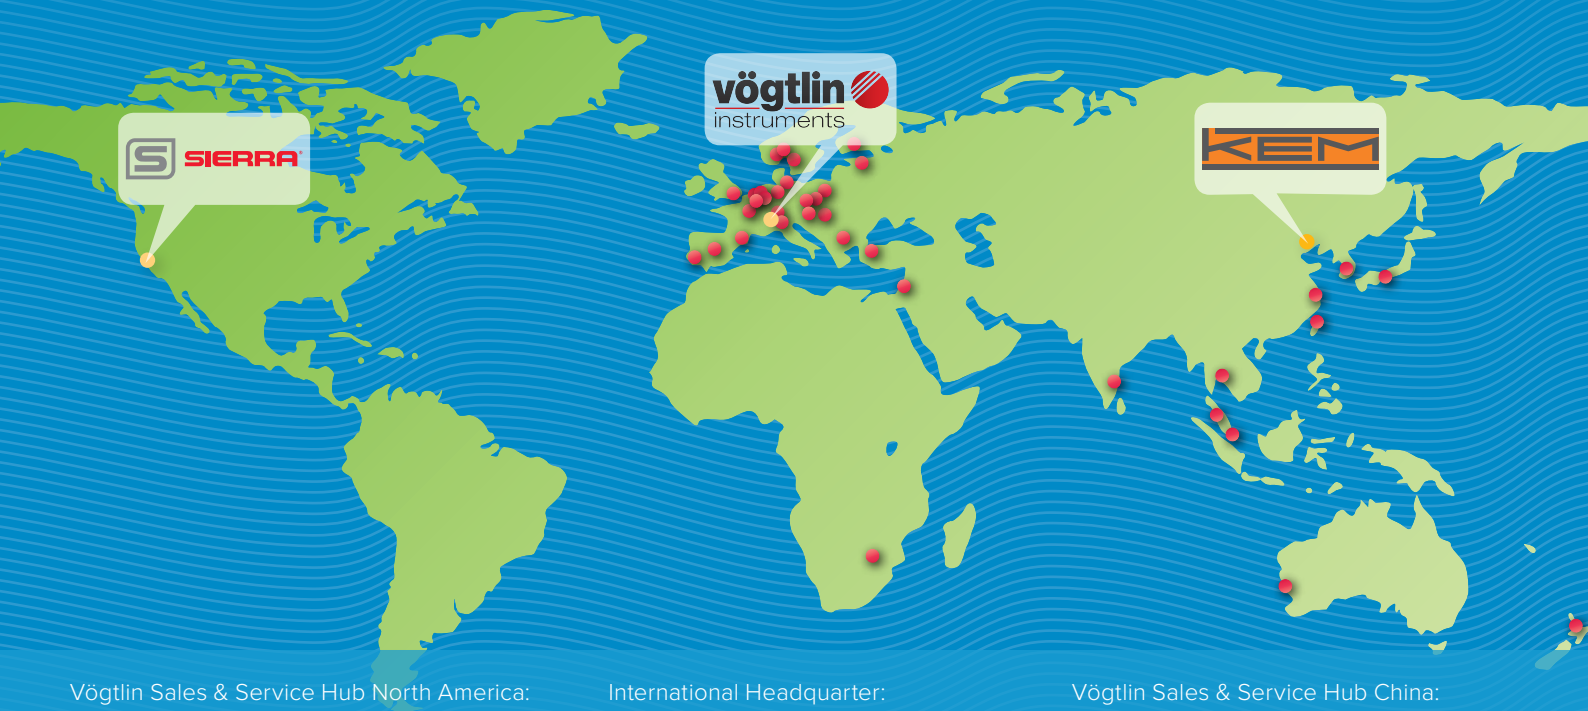 vögtlin
instruments
S SIERRA®
KEM
Vögtlin Sales & Service Hub North America:
International Headquarter:
Vögtlin Sales & Service Hub China: